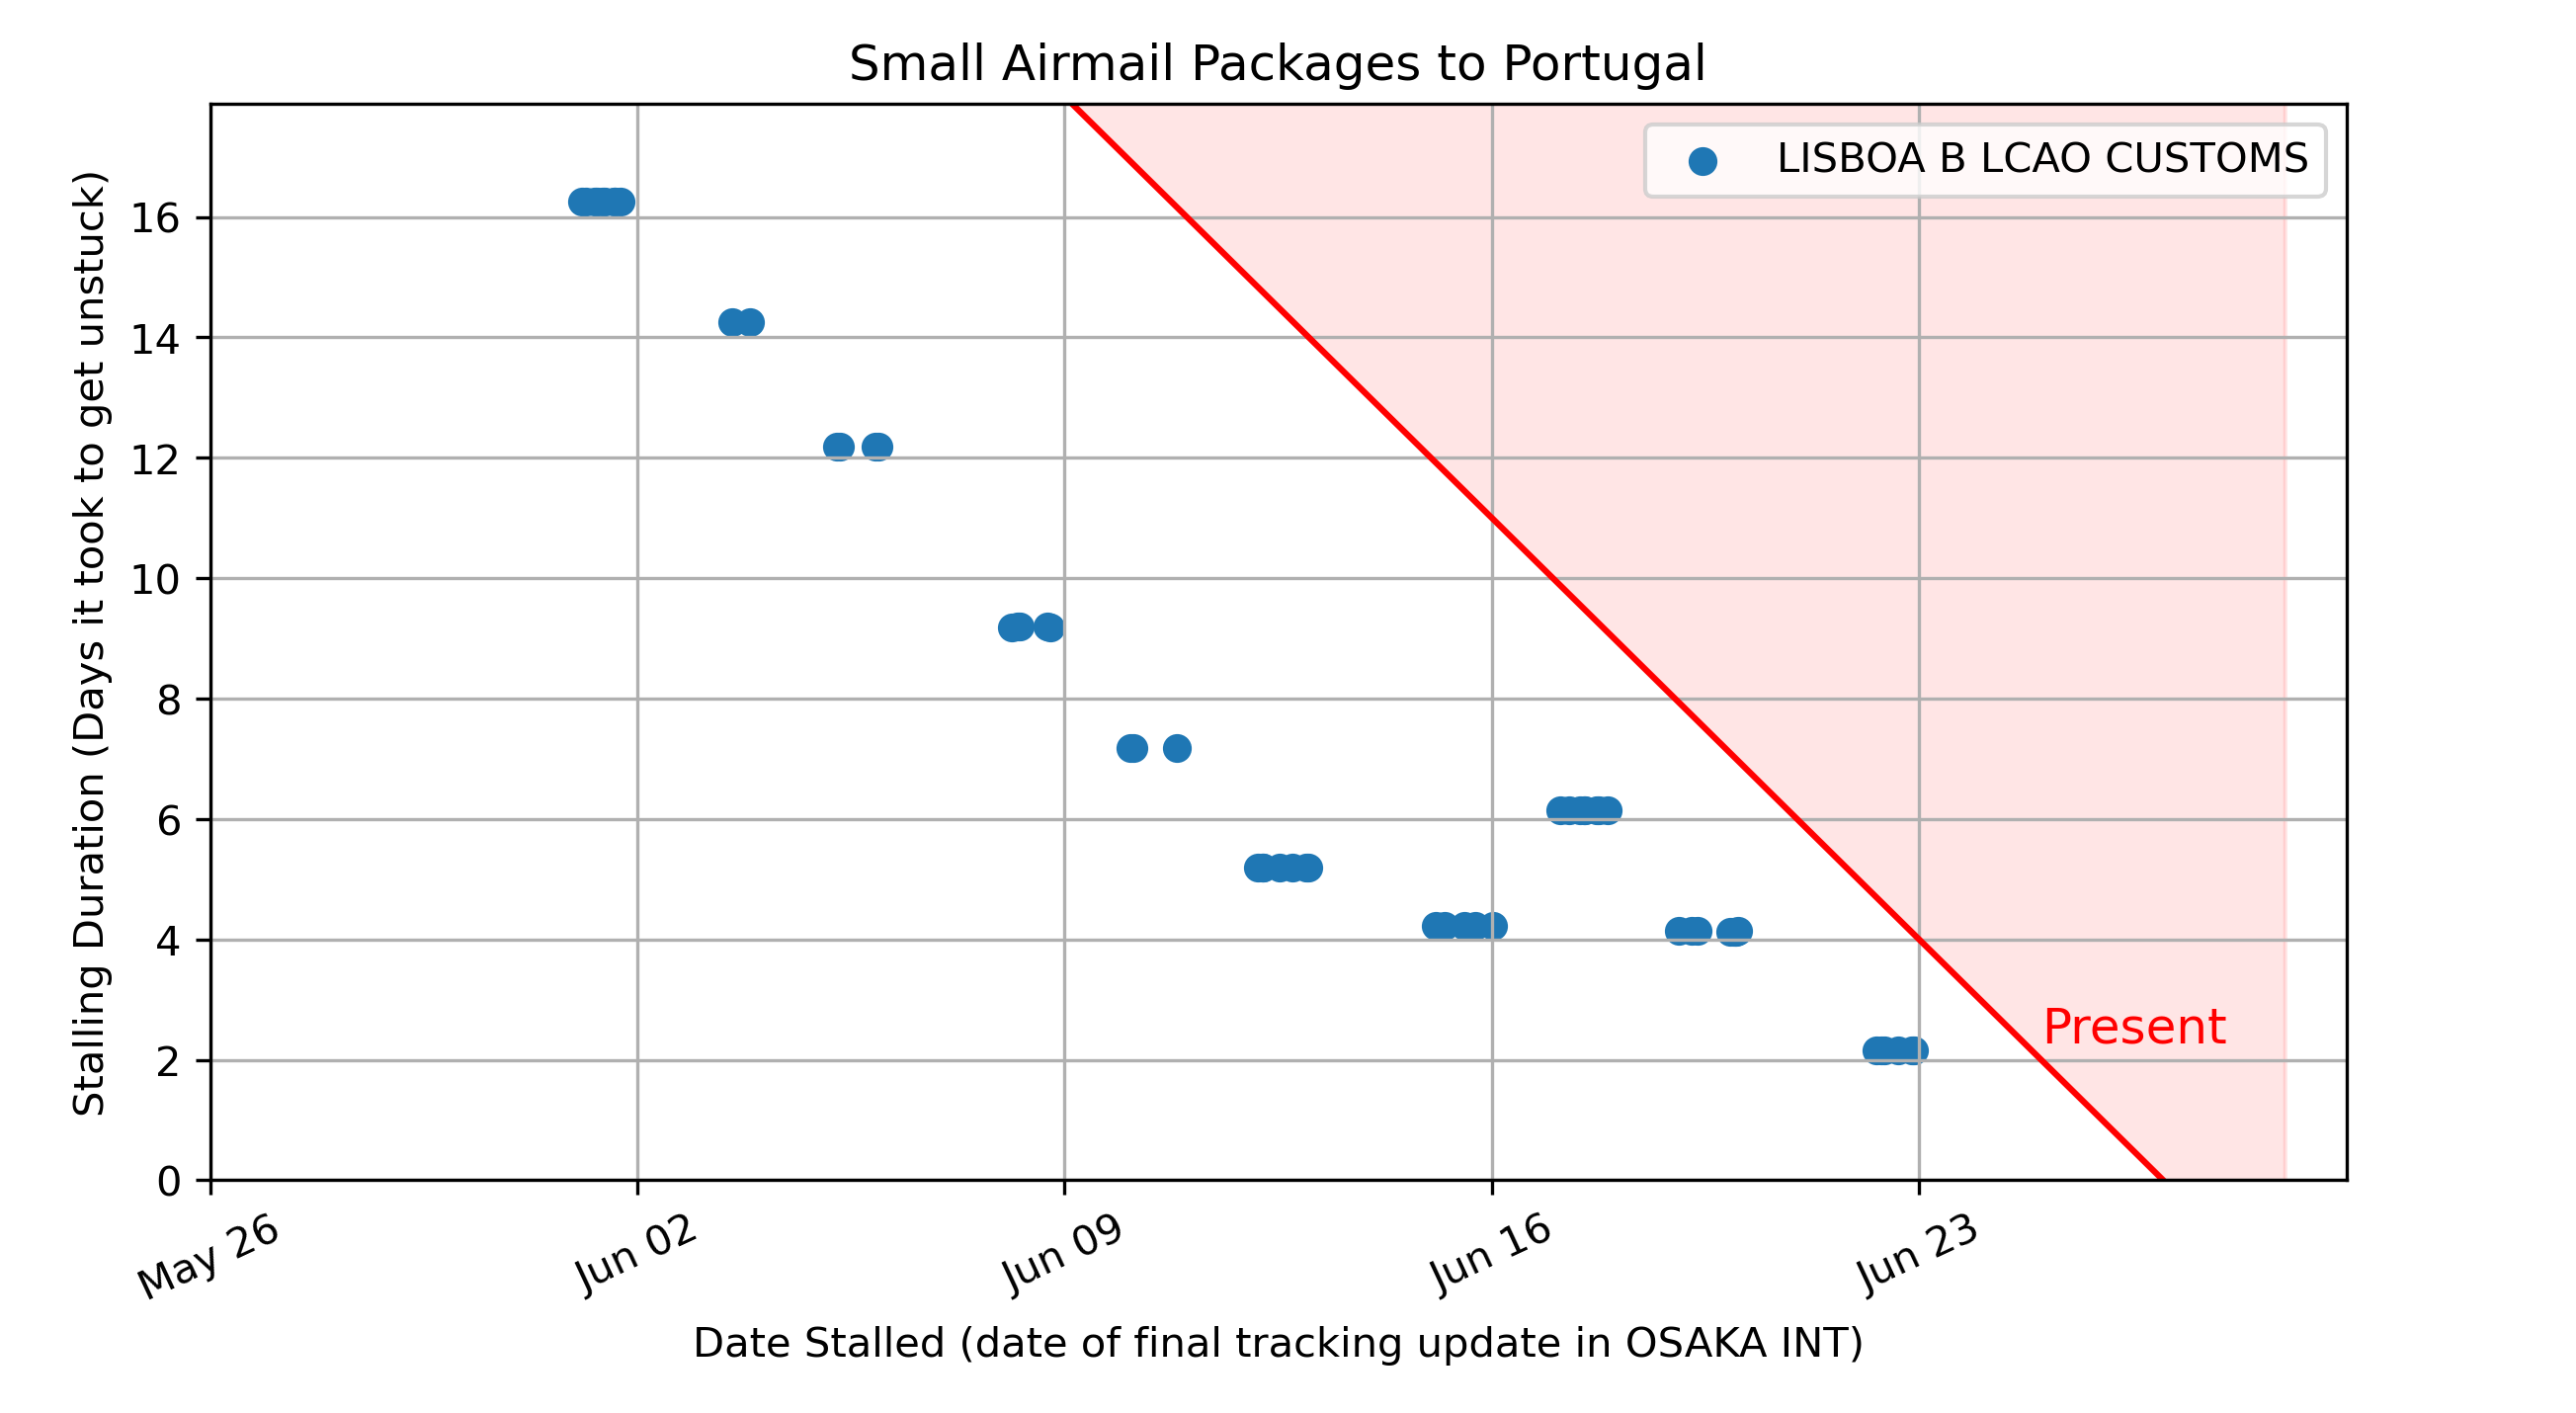 Small Airmail Packages to Portugal
LISBOA B LCAO CUSTOMS
Stalling Duration (Days it took to get unstuck)
16
14
12
10
8
6
4
2
0
Present
May 26
Jun 02
Jun 09
Jun 16
Jun 23
Date Stalled (date of final tracking update in OSAKA INT)